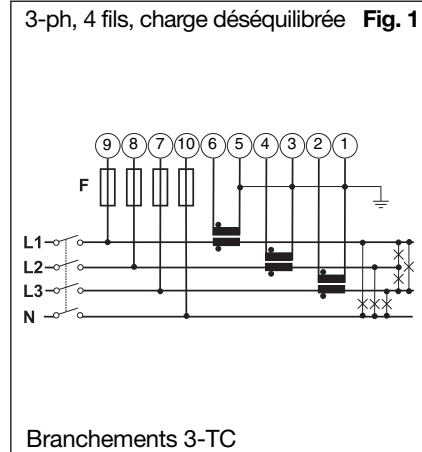 3-ph, 4 fils, charge déséquilibrée Fig. 1
9 8 7 10 6 5 4 3 2 1
F
L1
L2
L3
N
Branchements 3-TC